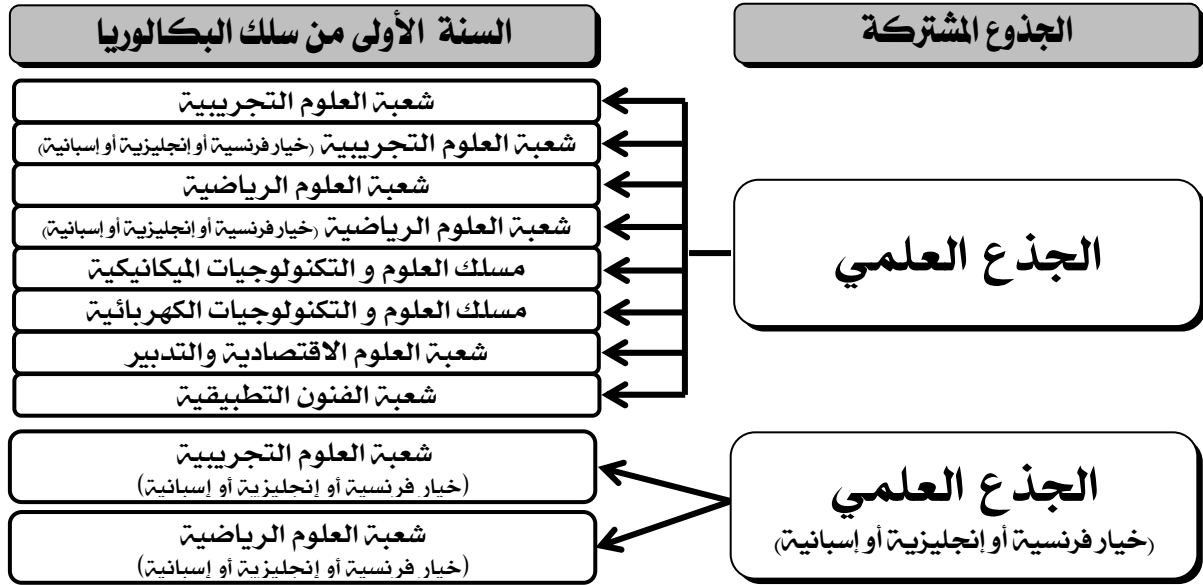 الجذوع المشتركة
السنة الأولى من سلك البكالوريا
الجذع العلمي
شعبة العلوم التجريبية
شعبة العلوم التجريبية (خيار فرنسية أو إنجليزية أو إسبانية)
شعبة العلوم الرياضية
شعبة العلوم الرياضية (خيار فرنسية أو إنجليزية أو إسبانية)
مسلك العلوم و التكنولوجيات الميكانيكية
مسلك العلوم و التكنولوجيات الكهربائية
شعبة العلوم الاقتصادية والتدبير
شعبة الفنون التطبيقية
الجذع العلمي
(خيار فرنسية أو إنجليزية أو إسبانية)
شعبة العلوم التجريبية
(خيار فرنسية أو إنجليزية أو إسبانية)
شعبة العلوم الرياضية
(خيار فرنسية أو إنجليزية أو إسبانية)